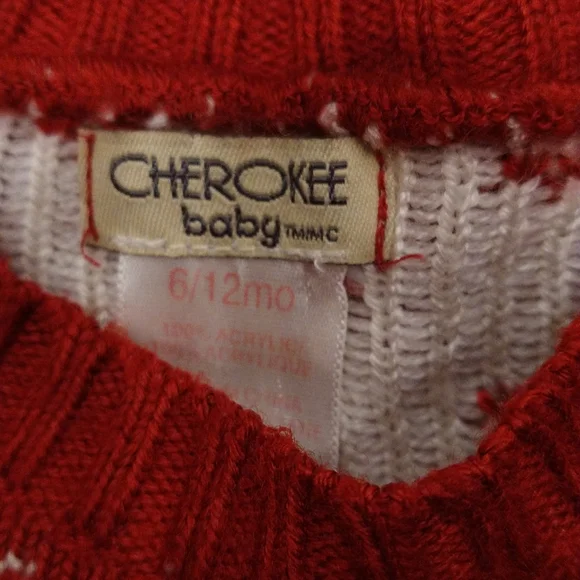 CHEROKEE
baby TM/MC
6/12mo
100% ACRYLIC/
100% ACRYLIQUE